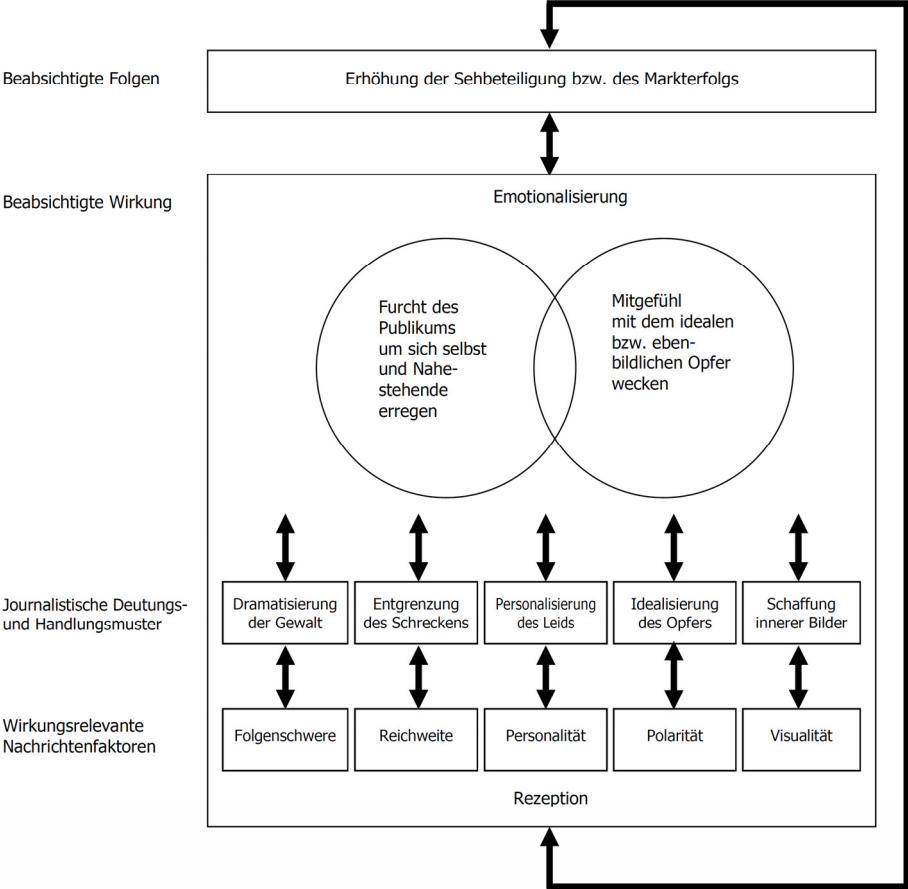 Beabsichtigte Folgen
Erhöhung der Sehbeteiligung bzw. des Markterfolgs
Beabsichtigte Wirkung
Emotionalisierung
Furcht des
Publikums
um sich selbst
und Nahe-
stehende
erregen
Mitgefühl
mit dem idealen
bzw. eben-
bildlichen Opfer
wecken
Journalistische Deutungs-
und Handlungsmuster
Dramatisierung
der Gewalt
Entgrenzung
des Schreckens
Personalisierung
des Leids
Idealisierung
des Opfers
Schaffung
innerer Bilder
Wirkungsrelevante
Nachrichtenfaktoren
Folgenschwere
Reichweite
Personalität
Polarität
Visualität
Rezeption